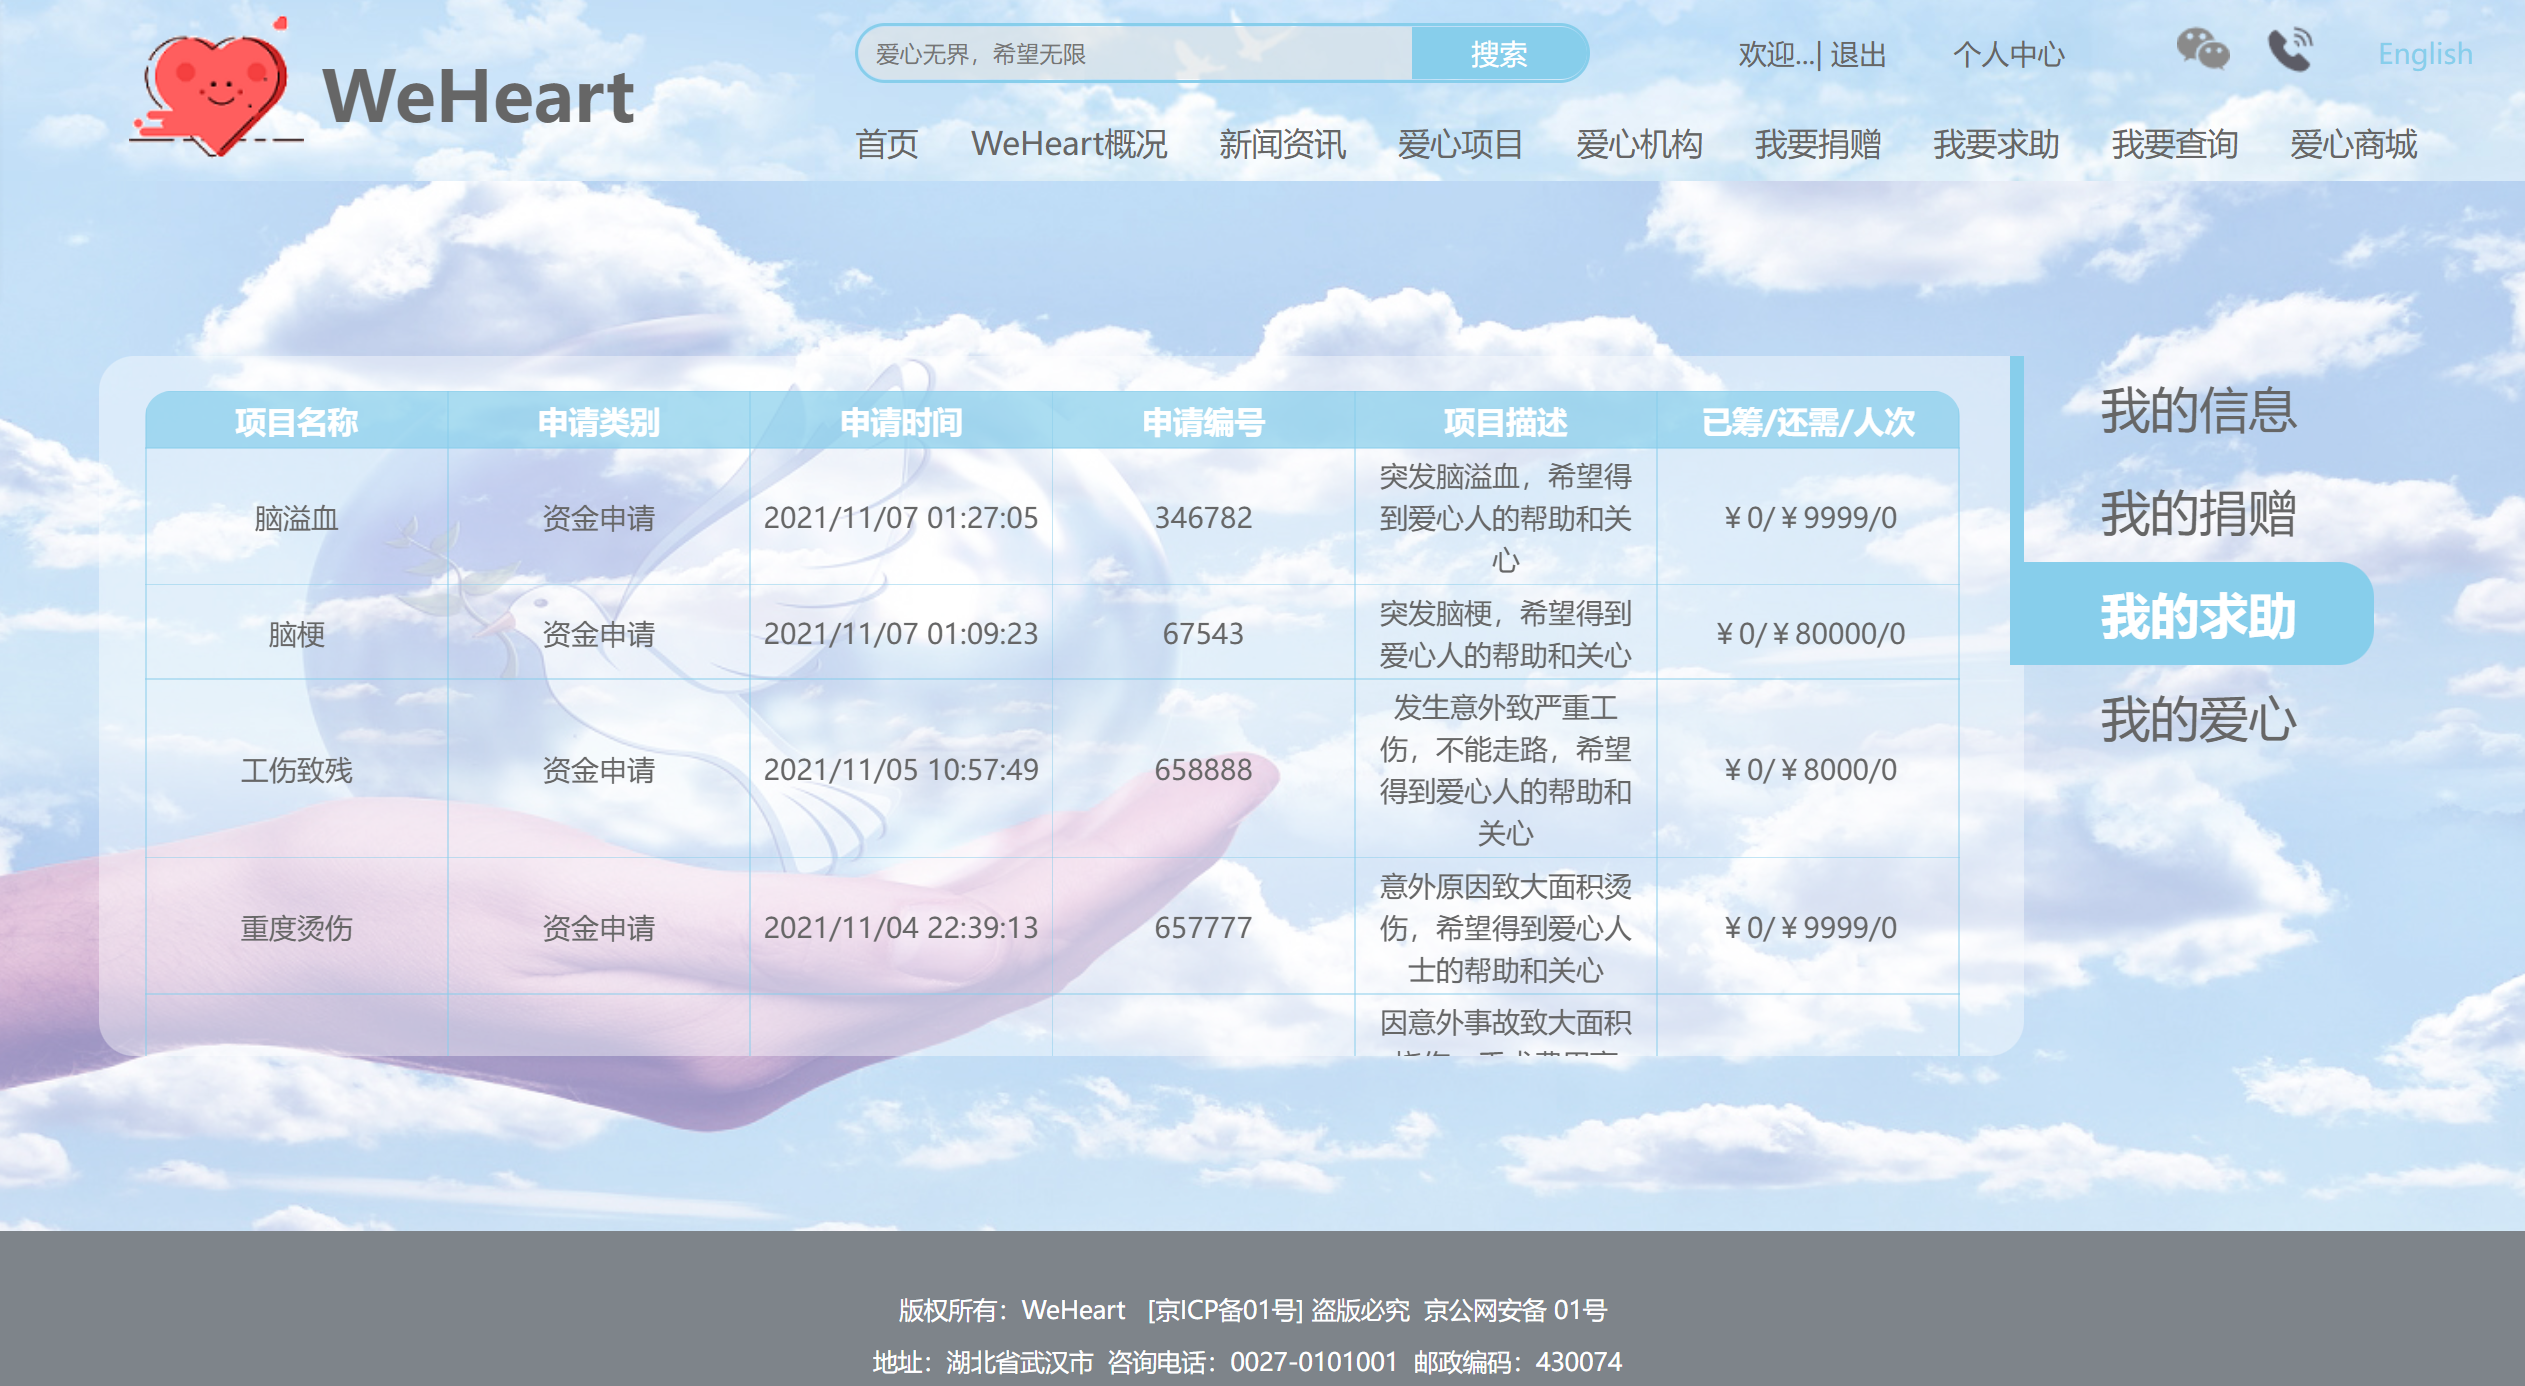 WeHeart
爱心无界，希望无限 搜索 欢迎...| 退出 个人中心 English
首页 WeHeart概况 新闻资讯 爱心项目 爱心机构 我要捐赠 我要求助 我要查询 爱心商城
项目名称 申请类别 申请时间 申请编号 项目描述 已筹/还需/人次
脑溢血 资金申请 2021/11/07 01:27:05 346782
突发脑溢血，希望得
到爱心人的帮助和关
心
￥0/￥9999/0
脑梗 资金申请 2021/11/07 01:09:23 67543
突发脑梗，希望得到
爱心人的帮助和关心
￥0/￥80000/0
工伤致残 资金申请 2021/11/05 10:57:49 658888
发生意外致严重工
伤，不能走路，希望
得到爱心人的帮助和
关心
￥0/￥8000/0
重度烫伤 资金申请 2021/11/04 22:39:13 657777
意外原因致大面积烫
伤，希望得到爱心人
士的帮助和关心
￥0/￥9999/0
因意外事故致大面积
我的信息
我的捐赠
我的求助
我的爱心
版权所有：WeHeart [京ICP备01号] 盗版必究 京公网安备 01号
地址：湖北省武汉市 咨询电话：0027-0101001 邮政编码：430074